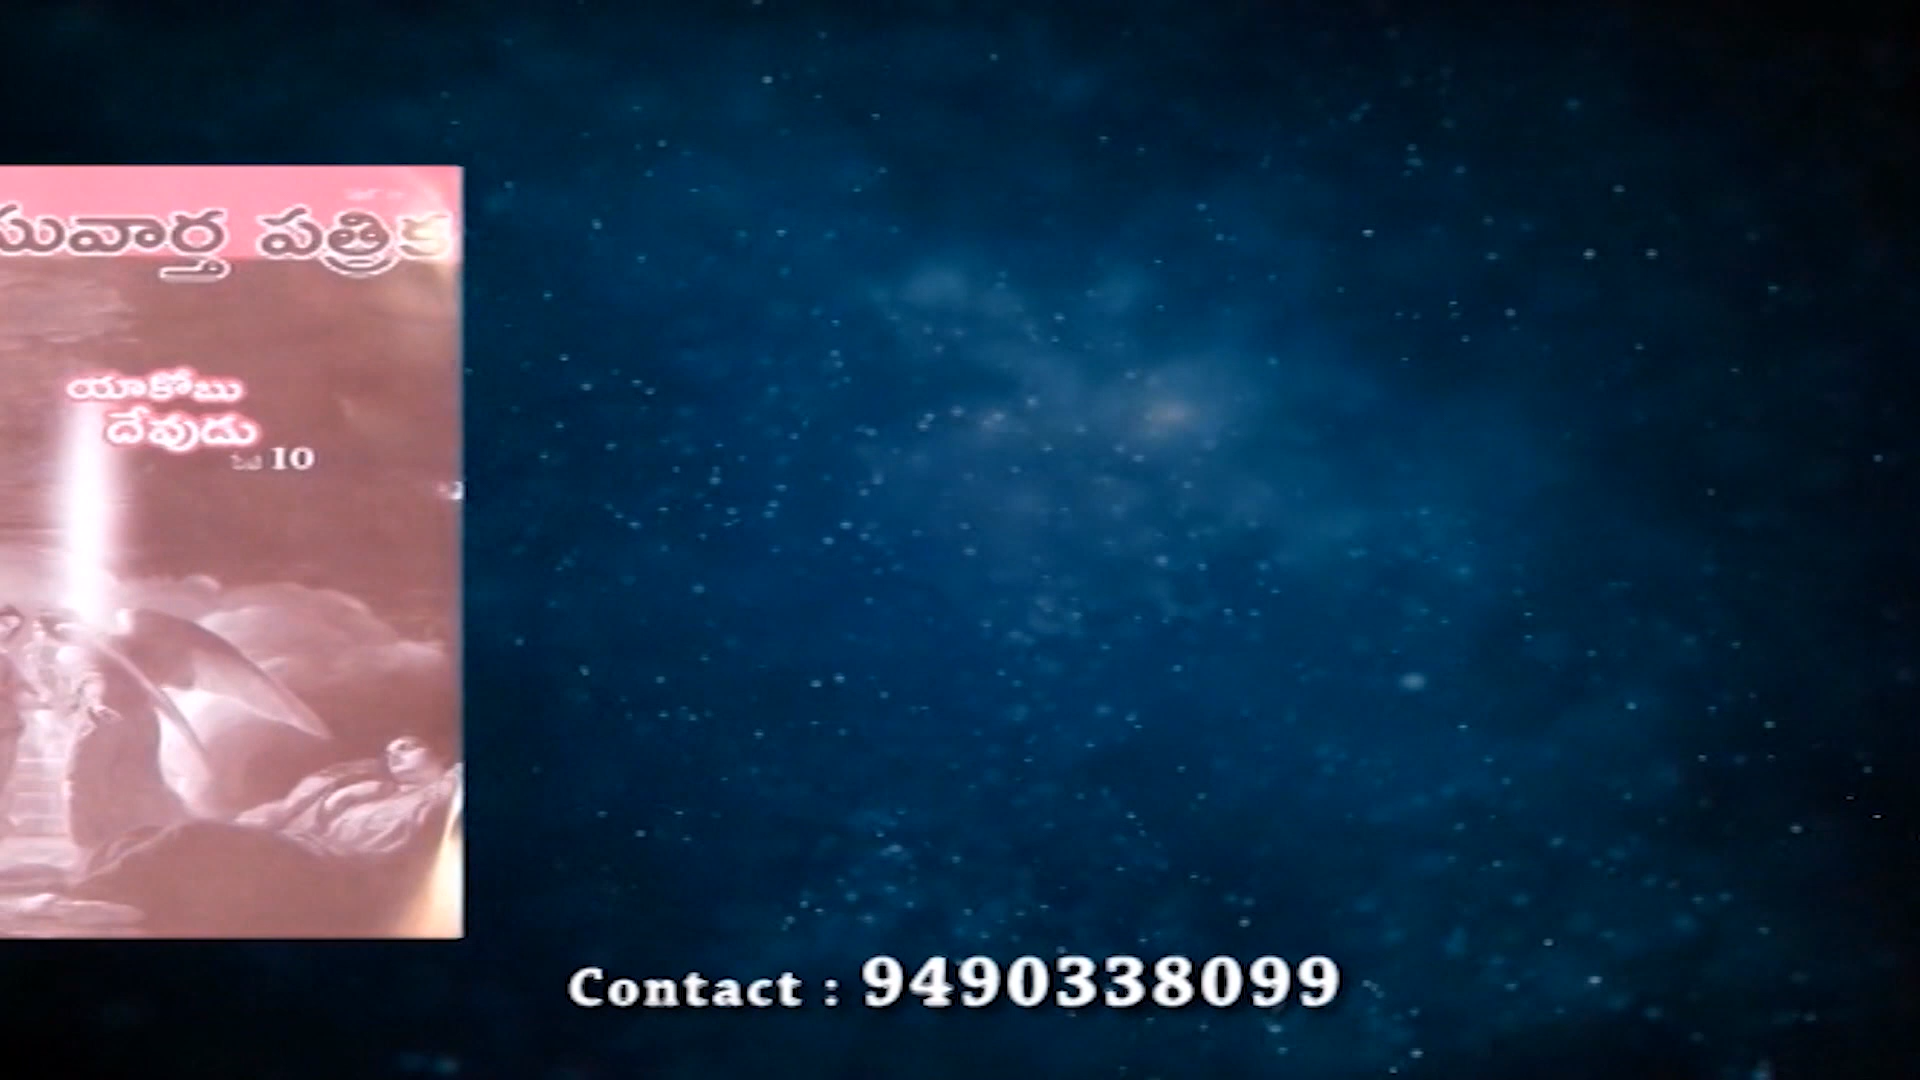 సువార్త పత్రిక
యాకోబు
దేవుడు
పేజి 10
Contact : 9490338099